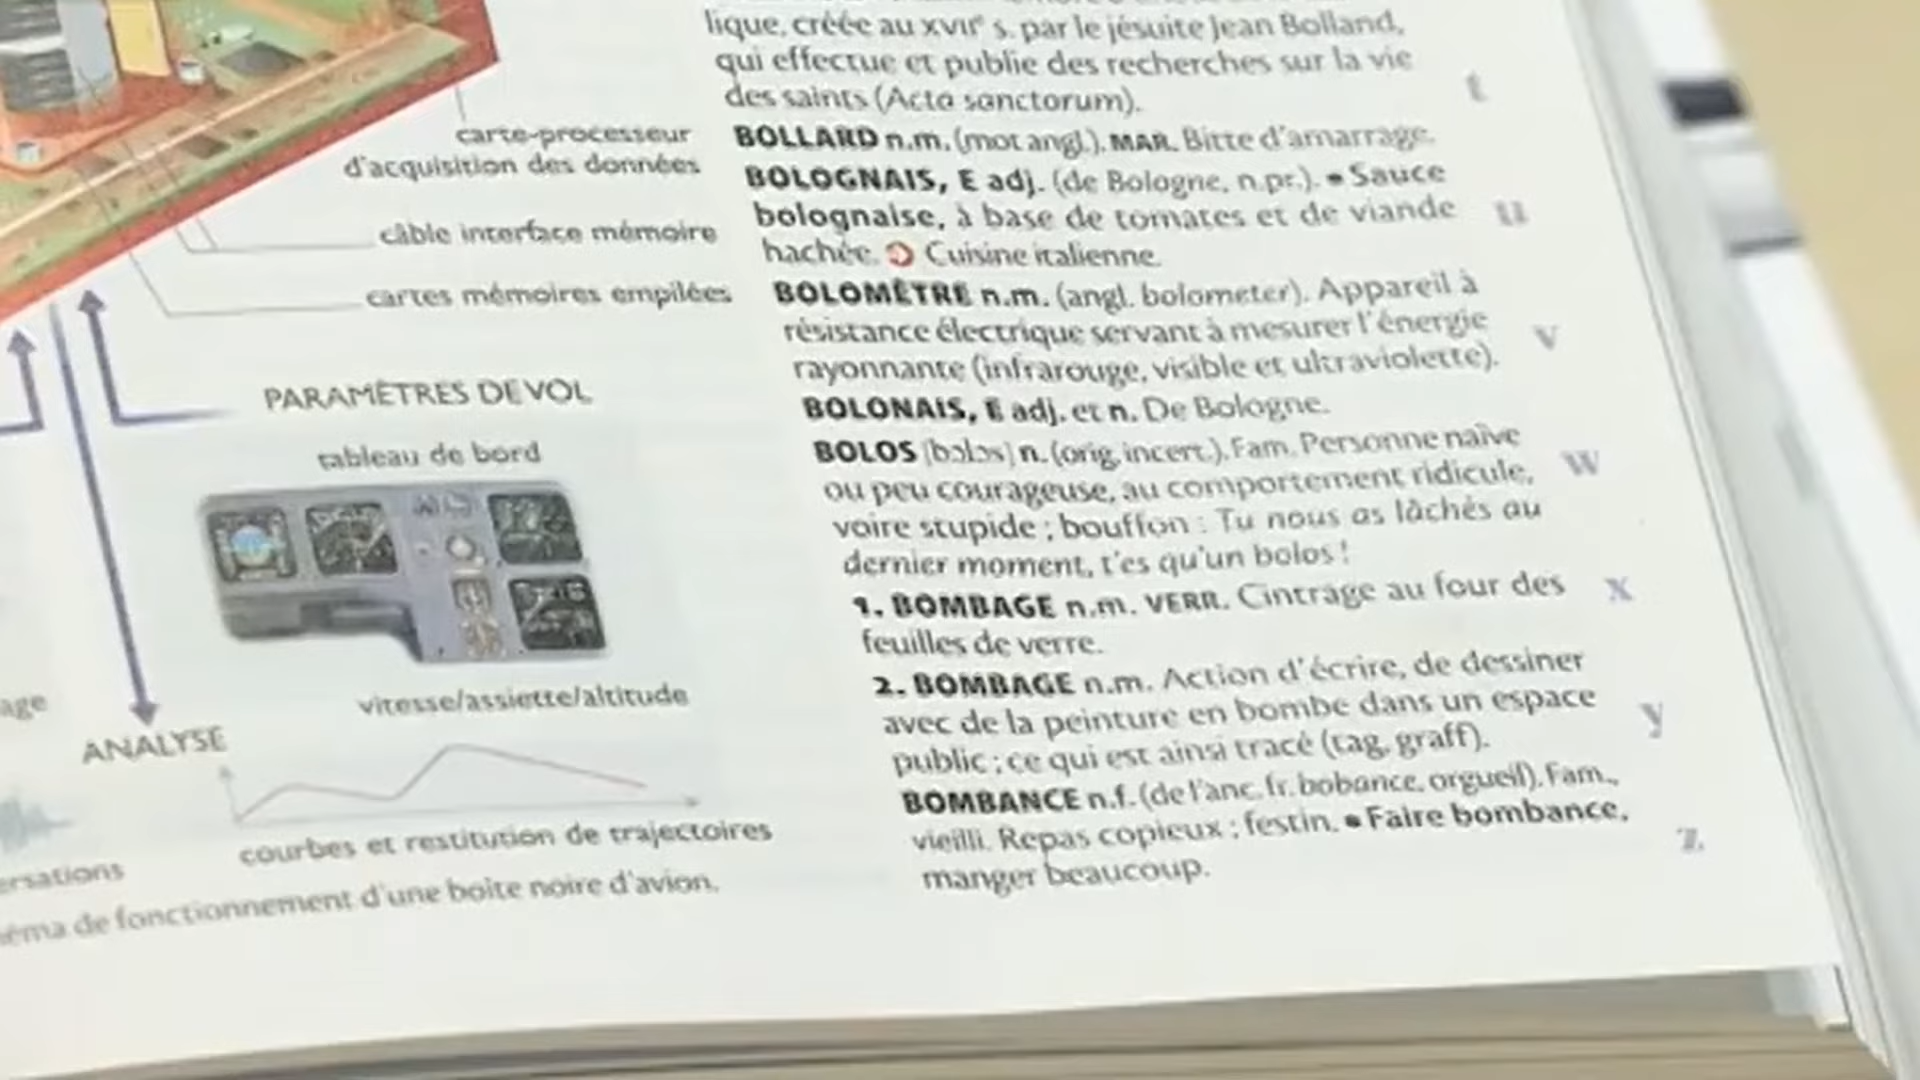 carte-processeur
d'acquisition des données
câble interface mémoire
cartes mémoires empilées
PARAMÈTRES DE VOL
tableau de bord
vitesse/assiette/altitude
age
ANALYSE
courbes et restitution de trajectoires
ersations
éma de fonctionnement d'une boîte noire d'avion.
lique, créée au XVIIe s. par le jésuite Jean Bolland,
qui effectue et publie des recherches sur la vie
des saints (Acta sanctorum).
BOLLARD n.m. (mot angl.). MAR. Bitte d'amarrage.
BOLOGNAIS, E adj. (de Bologne, n.pr.). • Sauce
bolognaise, à base de tomates et de viande
hachée. Cuisine italienne.
BOLOMÈTRE n.m. (angl. bolometer). Appareil à
résistance électrique servant à mesurer l'énergie
rayonnante (infrarouge, visible et ultraviolette).
BOLONAIS, E adj. et n. De Bologne.
BOLOS [bɔlɔs] n. (orig. incert.). Fam. Personne naïve
ou peu courageuse, au comportement ridicule,
voire stupide ; bouffon : Tu nous as lâchés au
dernier moment, t'es qu'un bolos !
1. BOMBAGE n.m. VERR. Cintrage au four des
feuilles de verre.
2. BOMBAGE n.m. Action d'écrire, de dessiner
avec de la peinture en bombe dans un espace
public ; ce qui est ainsi tracé (tag, graff).
BOMBANCE n.f. (de l'anc. fr. bobance, orgueil). Fam.,
vieilli. Repas copieux ; festin. • Faire bombance,
manger beaucoup.
t
u
v
w
x
y
z